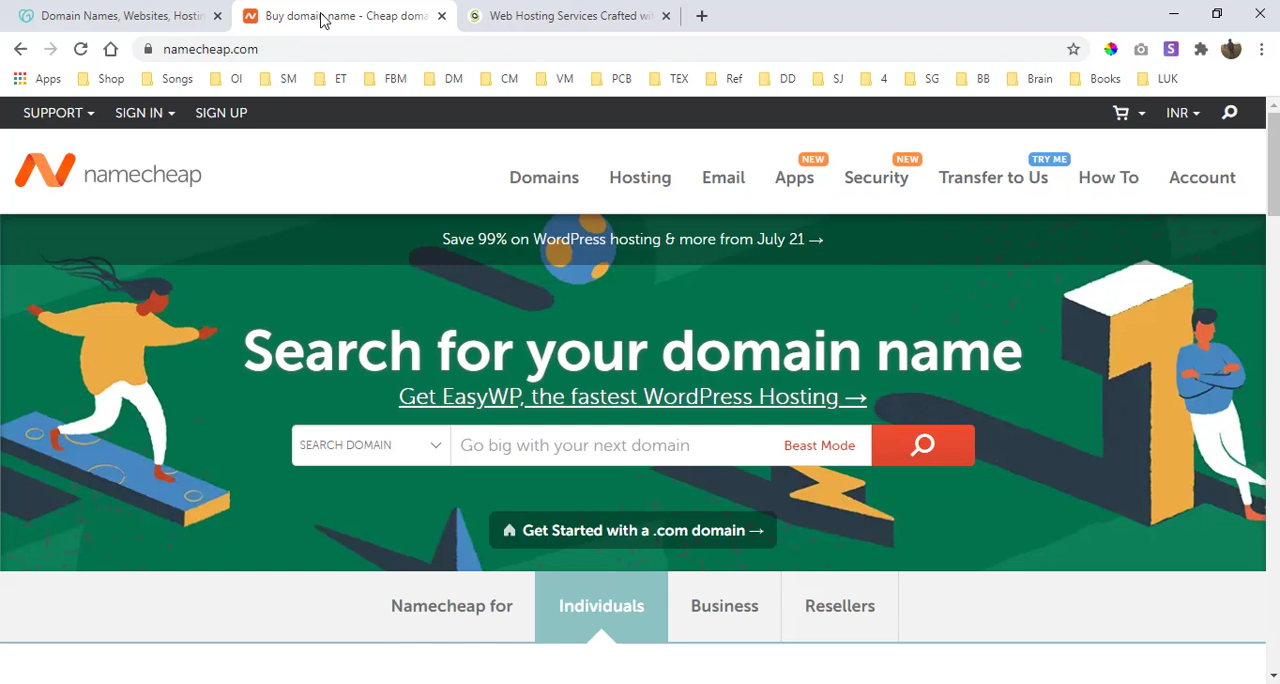 Domain Names, Websites, Hostin
Buy domain name - Cheap doma
Web Hosting Services Crafted wit
namecheap.com
Apps Shop Songs OI SM ET FBM DM CM VM PCB TEX Ref DD SJ 4 SG BB Brain Books LUK
SUPPORT SIGN IN SIGN UP INR
namecheap
NEW NEW TRY ME
Domains Hosting Email Apps Security Transfer to Us How To Account
Save 99% on WordPress hosting & more from July 21 →
Search for your domain name
Get EasyWP, the fastest WordPress Hosting →
SEARCH DOMAIN Go big with your next domain Beast Mode
Get Started with a .com domain →
Namecheap for Individuals Business Resellers